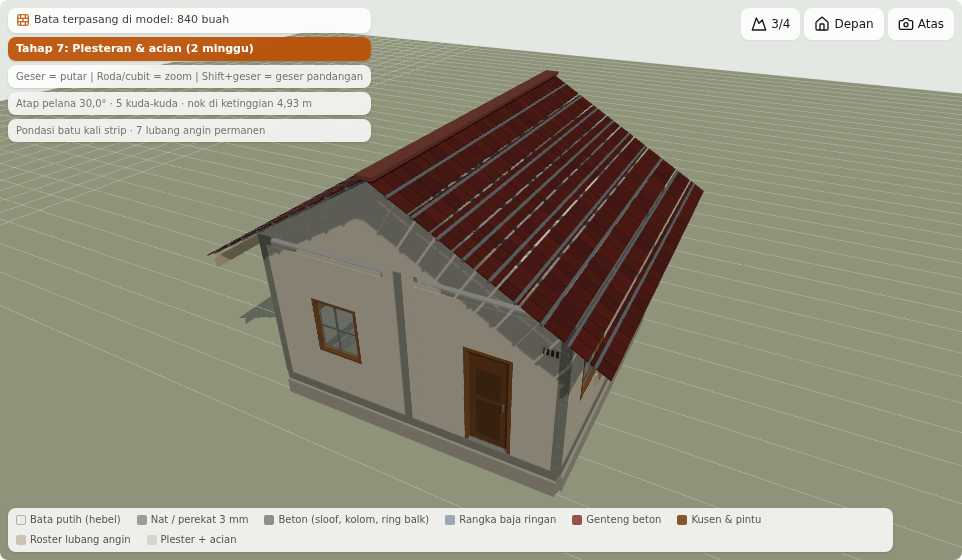 Bata terpasang di model: 840 buah
3/4
Depan
Atas
Tahap 7: Plesteran & acian (2 minggu)
Geser = putar | Roda/cubit = zoom | Shift+geser = geser pandangan
Atap pelana 30,0° · 5 kuda-kuda · nok di ketinggian 4,93 m
Pondasi batu kali strip · 7 lubang angin permanen
Bata putih (hebel) Nat / perekat 3 mm Beton (sloof, kolom, ring balk) Rangka baja ringan Genteng beton Kusen & pintu
Roster lubang angin Plester + acian